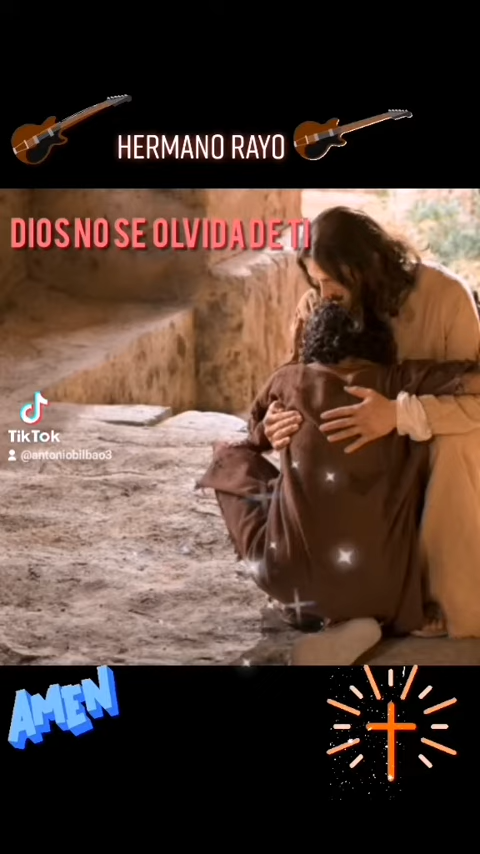 HERMANO RAYO
DIOS NO SE OLVIDA DE TI
TikTok
@antoniobilbao3
AMEN